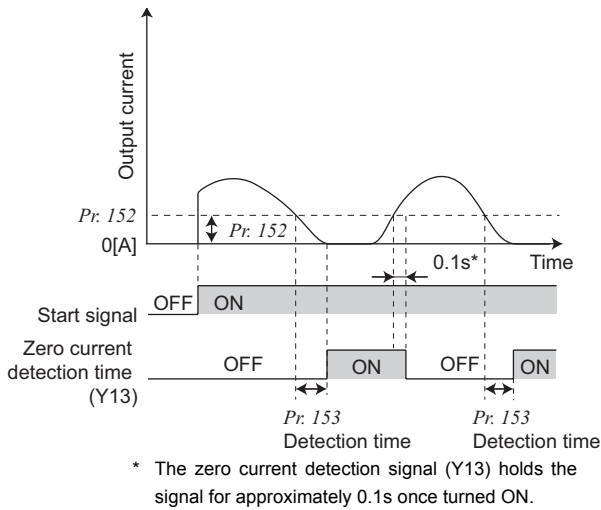 Output current
Pr. 152
Pr. 152
0[A]
0.1s*
Time
Start signal
OFF
ON
Zero current
detection time
(Y13)
OFF
ON
OFF
ON
Pr. 153
Detection time
Pr. 153
Detection time
* The zero current detection signal (Y13) holds the
signal for approximately 0.1s once turned ON.